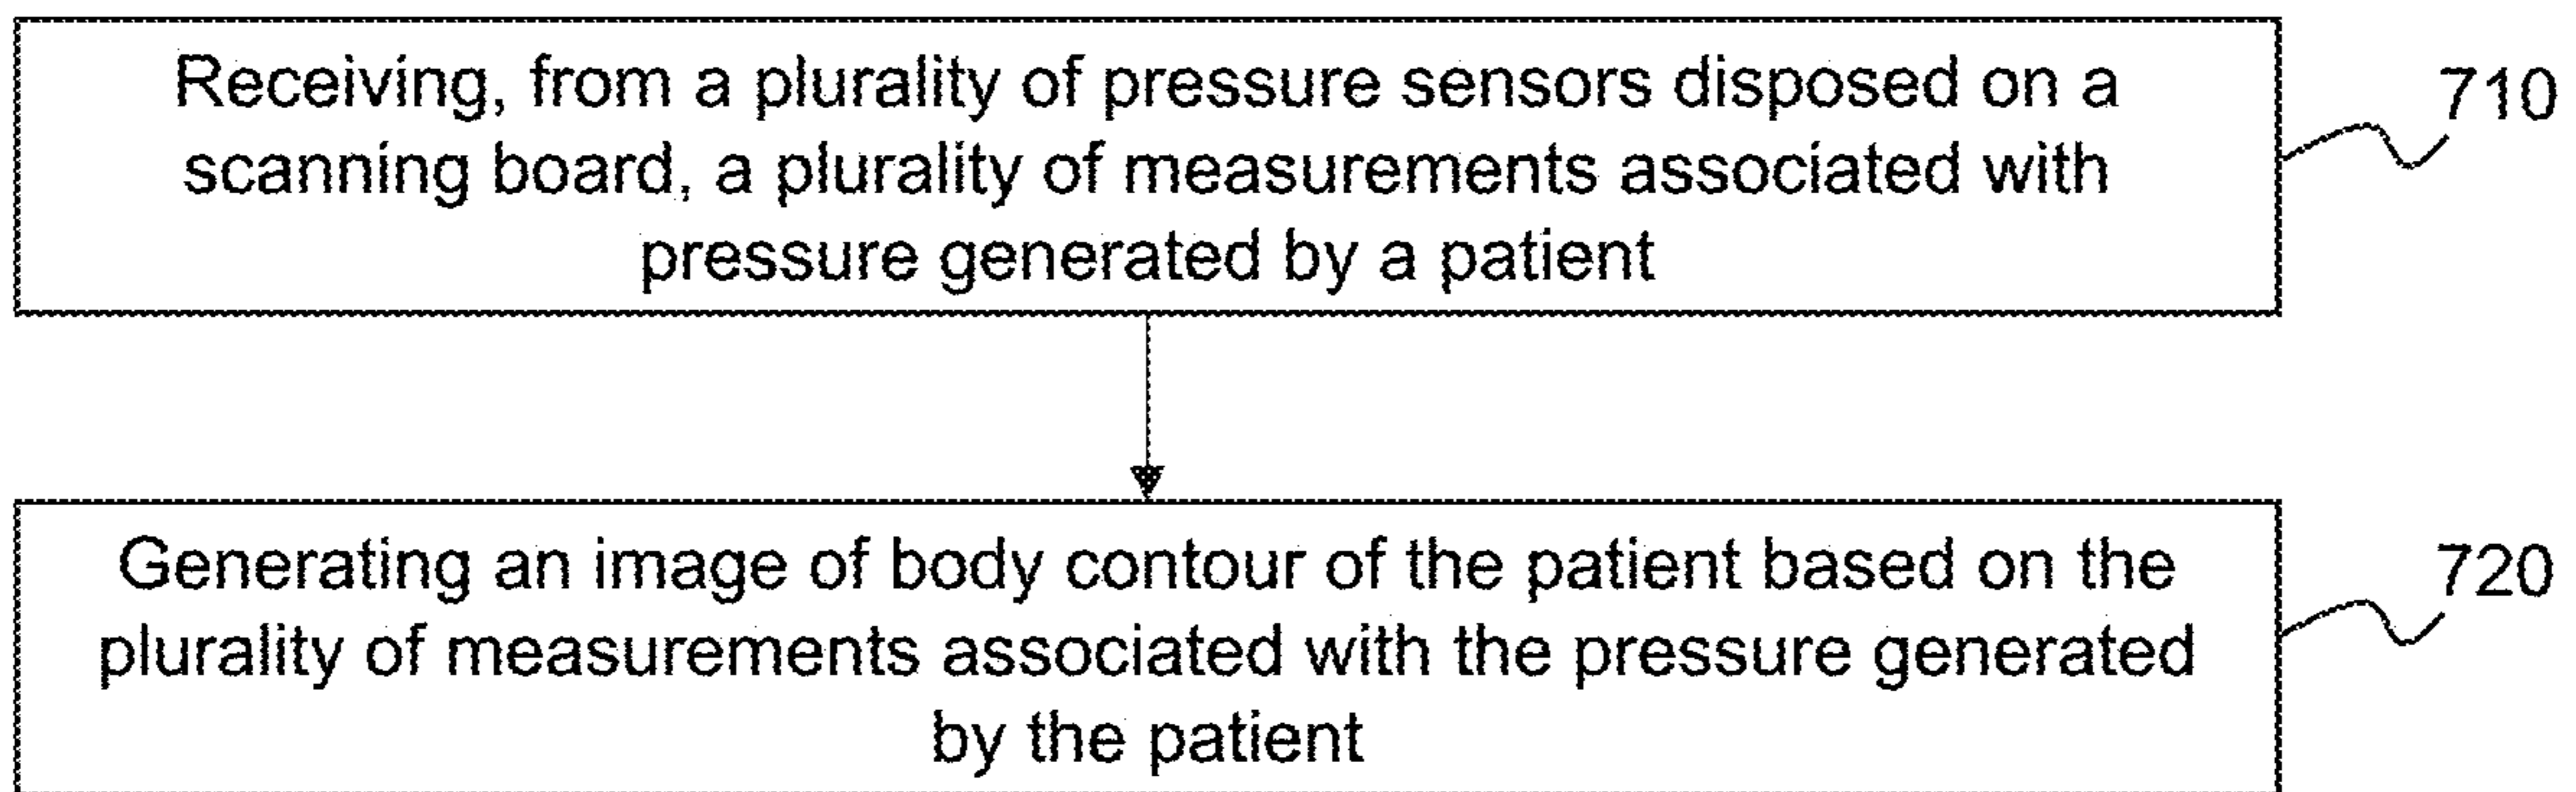 Receiving, from a plurality of pressure sensors disposed on a
scanning board, a plurality of measurements associated with
pressure generated by a patient
710
Generating an image of body contour of the patient based on the
plurality of measurements associated with the pressure generated
by the patient
720